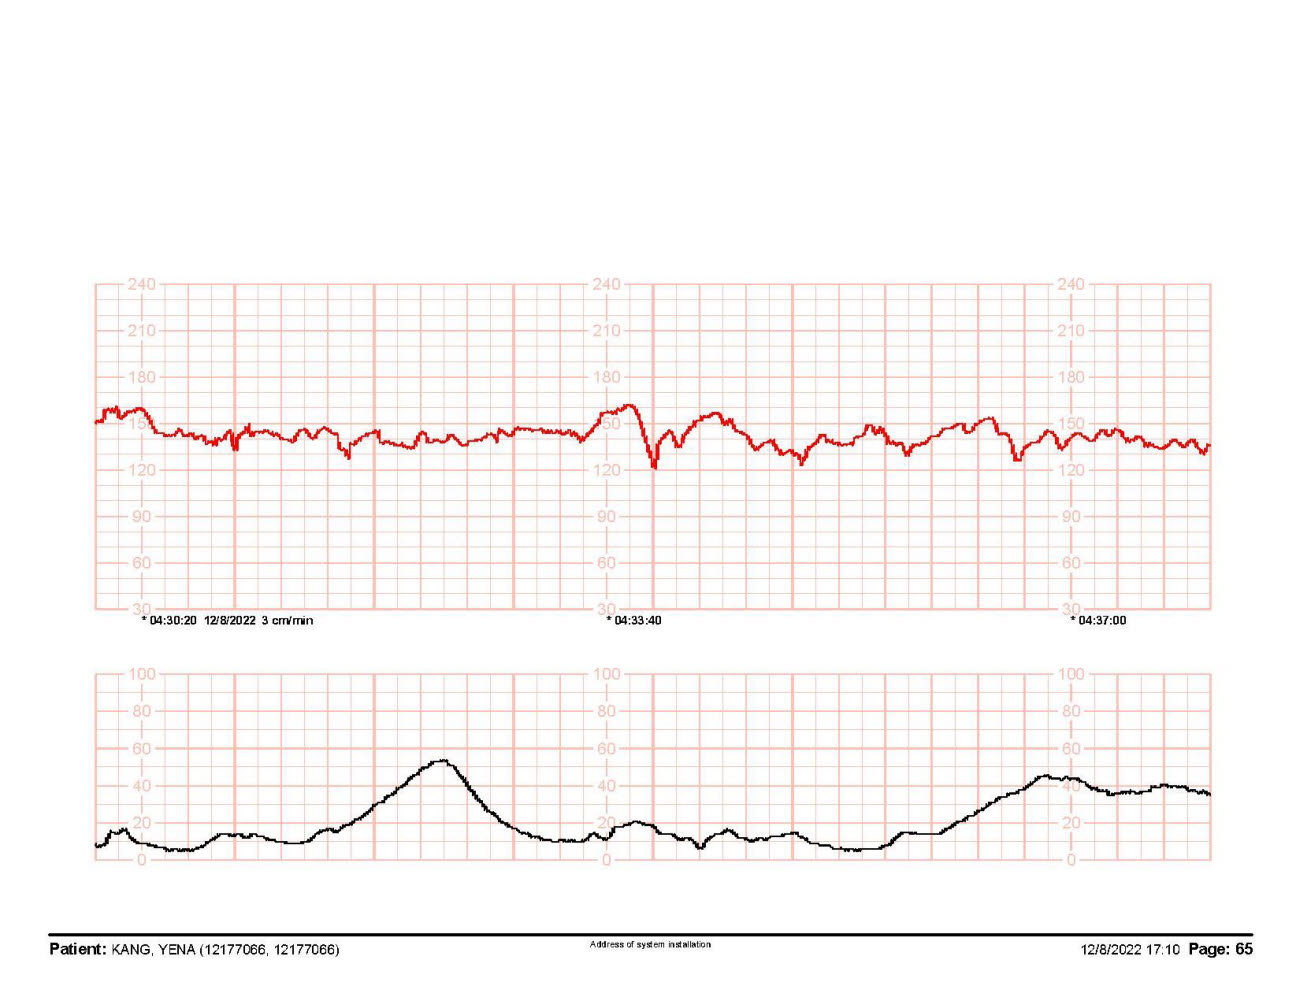 240 240 240
210 210 210
180 180 180
150 150 150
120 120 120
90 90 90
60 60 60
30 30 30
* 04:30:20 12/8/2022 3 cm/min * 04:33:40 * 04:37:00
100 100 100
80 80 80
60 60 60
40 40 40
20 20 20
0 0 0
Patient: KANG, YENA (12177066, 12177066) Address of system installation 12/8/2022 17:10 Page: 65